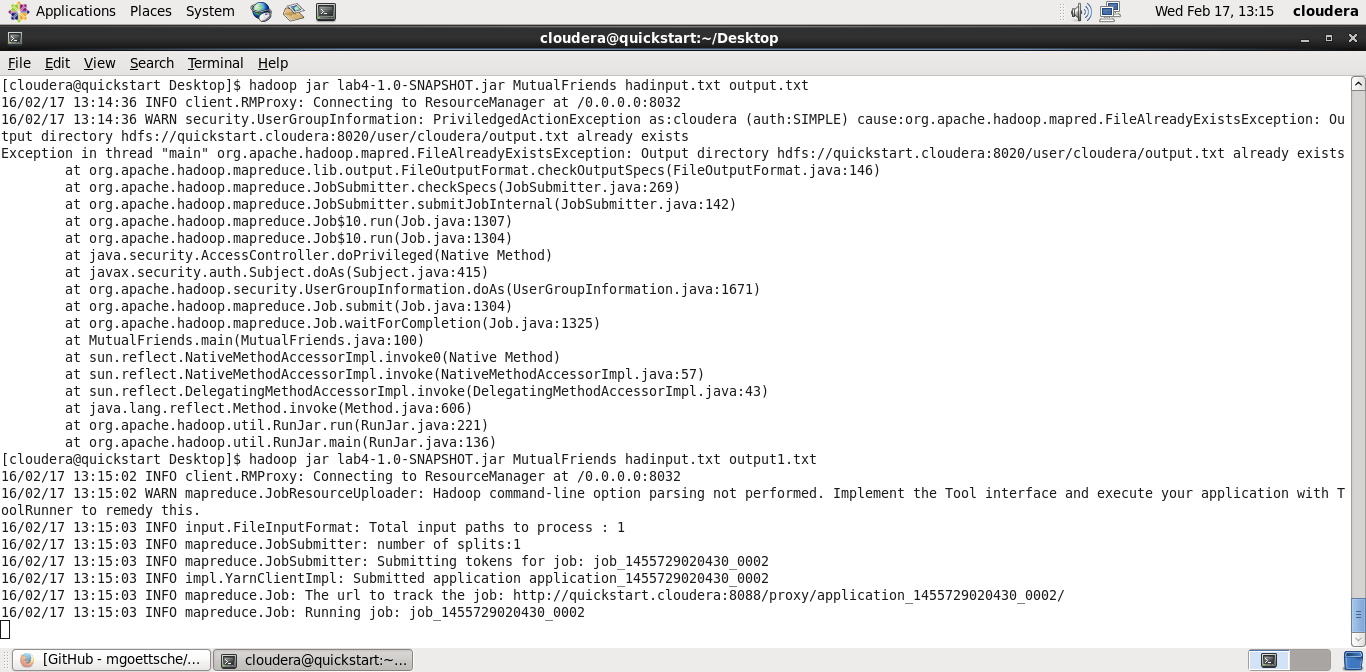 Applications Places System Wed Feb 17, 13:15 cloudera
cloudera@quickstart:~/Desktop
File Edit View Search Terminal Help
[cloudera@quickstart Desktop]$ hadoop jar lab4-1.0-SNAPSHOT.jar MutualFriends hadinput.txt output.txt
16/02/17 13:14:36 INFO client.RMProxy: Connecting to ResourceManager at /0.0.0.0:8032
16/02/17 13:14:36 WARN security.UserGroupInformation: PriviledgedActionException as:cloudera (auth:SIMPLE) cause:org.apache.hadoop.mapred.FileAlreadyExistsException: Ou
tput directory hdfs://quickstart.cloudera:8020/user/cloudera/output.txt already exists
Exception in thread "main" org.apache.hadoop.mapred.FileAlreadyExistsException: Output directory hdfs://quickstart.cloudera:8020/user/cloudera/output.txt already exists
at org.apache.hadoop.mapreduce.lib.output.FileOutputFormat.checkOutputSpecs(FileOutputFormat.java:146)
at org.apache.hadoop.mapreduce.JobSubmitter.checkSpecs(JobSubmitter.java:269)
at org.apache.hadoop.mapreduce.JobSubmitter.submitJobInternal(JobSubmitter.java:142)
at org.apache.hadoop.mapreduce.Job$10.run(Job.java:1307)
at org.apache.hadoop.mapreduce.Job$10.run(Job.java:1304)
at java.security.AccessController.doPrivileged(Native Method)
at javax.security.auth.Subject.doAs(Subject.java:415)
at org.apache.hadoop.security.UserGroupInformation.doAs(UserGroupInformation.java:1671)
at org.apache.hadoop.mapreduce.Job.submit(Job.java:1304)
at org.apache.hadoop.mapreduce.Job.waitForCompletion(Job.java:1325)
at MutualFriends.main(MutualFriends.java:100)
at sun.reflect.NativeMethodAccessorImpl.invoke0(Native Method)
at sun.reflect.NativeMethodAccessorImpl.invoke(NativeMethodAccessorImpl.java:57)
at sun.reflect.DelegatingMethodAccessorImpl.invoke(DelegatingMethodAccessorImpl.java:43)
at java.lang.reflect.Method.invoke(Method.java:606)
at org.apache.hadoop.util.RunJar.run(RunJar.java:221)
at org.apache.hadoop.util.RunJar.main(RunJar.java:136)
[cloudera@quickstart Desktop]$ hadoop jar lab4-1.0-SNAPSHOT.jar MutualFriends hadinput.txt output1.txt
16/02/17 13:15:02 INFO client.RMProxy: Connecting to ResourceManager at /0.0.0.0:8032
16/02/17 13:15:02 WARN mapreduce.JobResourceUploader: Hadoop command-line option parsing not performed. Implement the Tool interface and execute your application with T
oolRunner to remedy this.
16/02/17 13:15:03 INFO input.FileInputFormat: Total input paths to process : 1
16/02/17 13:15:03 INFO mapreduce.JobSubmitter: number of splits:1
16/02/17 13:15:03 INFO mapreduce.JobSubmitter: Submitting tokens for job: job_1455729020430_0002
16/02/17 13:15:03 INFO impl.YarnClientImpl: Submitted application application_1455729020430_0002
16/02/17 13:15:03 INFO mapreduce.Job: The url to track the job: http://quickstart.cloudera:8088/proxy/application_1455729020430_0002/
16/02/17 13:15:03 INFO mapreduce.Job: Running job: job_1455729020430_0002
[GitHub - mgoettsche/... cloudera@quickstart:~...